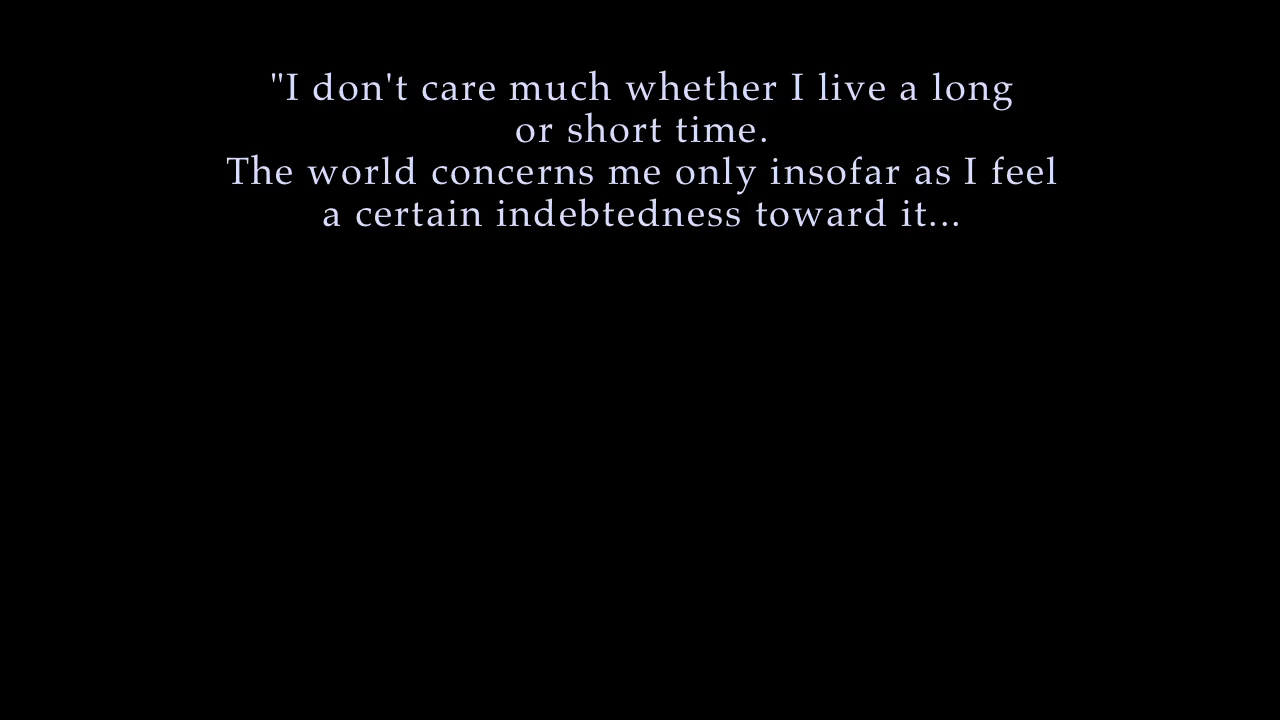 "I don't care much whether I live a long
or short time.
The world concerns me only insofar as I feel
a certain indebtedness toward it...